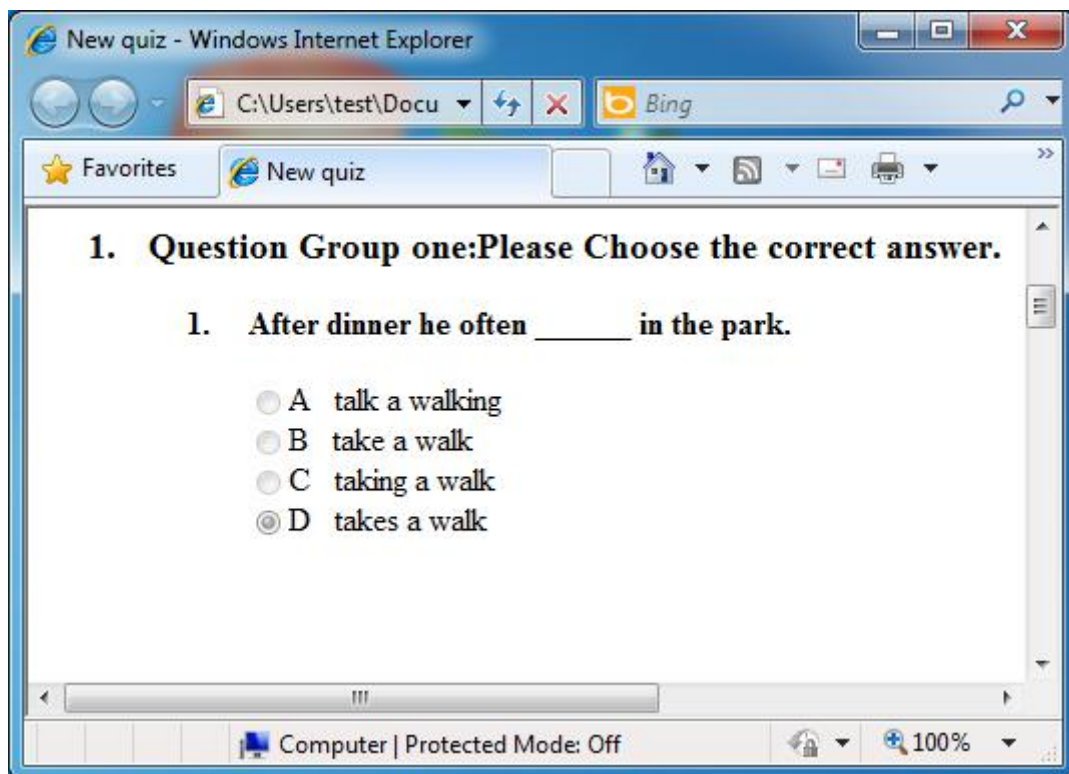 New quiz - Windows Internet Explorer
C:\Users\test\Docu
Bing
Favorites
New quiz
1. Question Group one:Please Choose the correct answer.
1. After dinner he often ______ in the park.
A talk a walking
B take a walk
C taking a walk
D takes a walk
Computer | Protected Mode: Off
100%